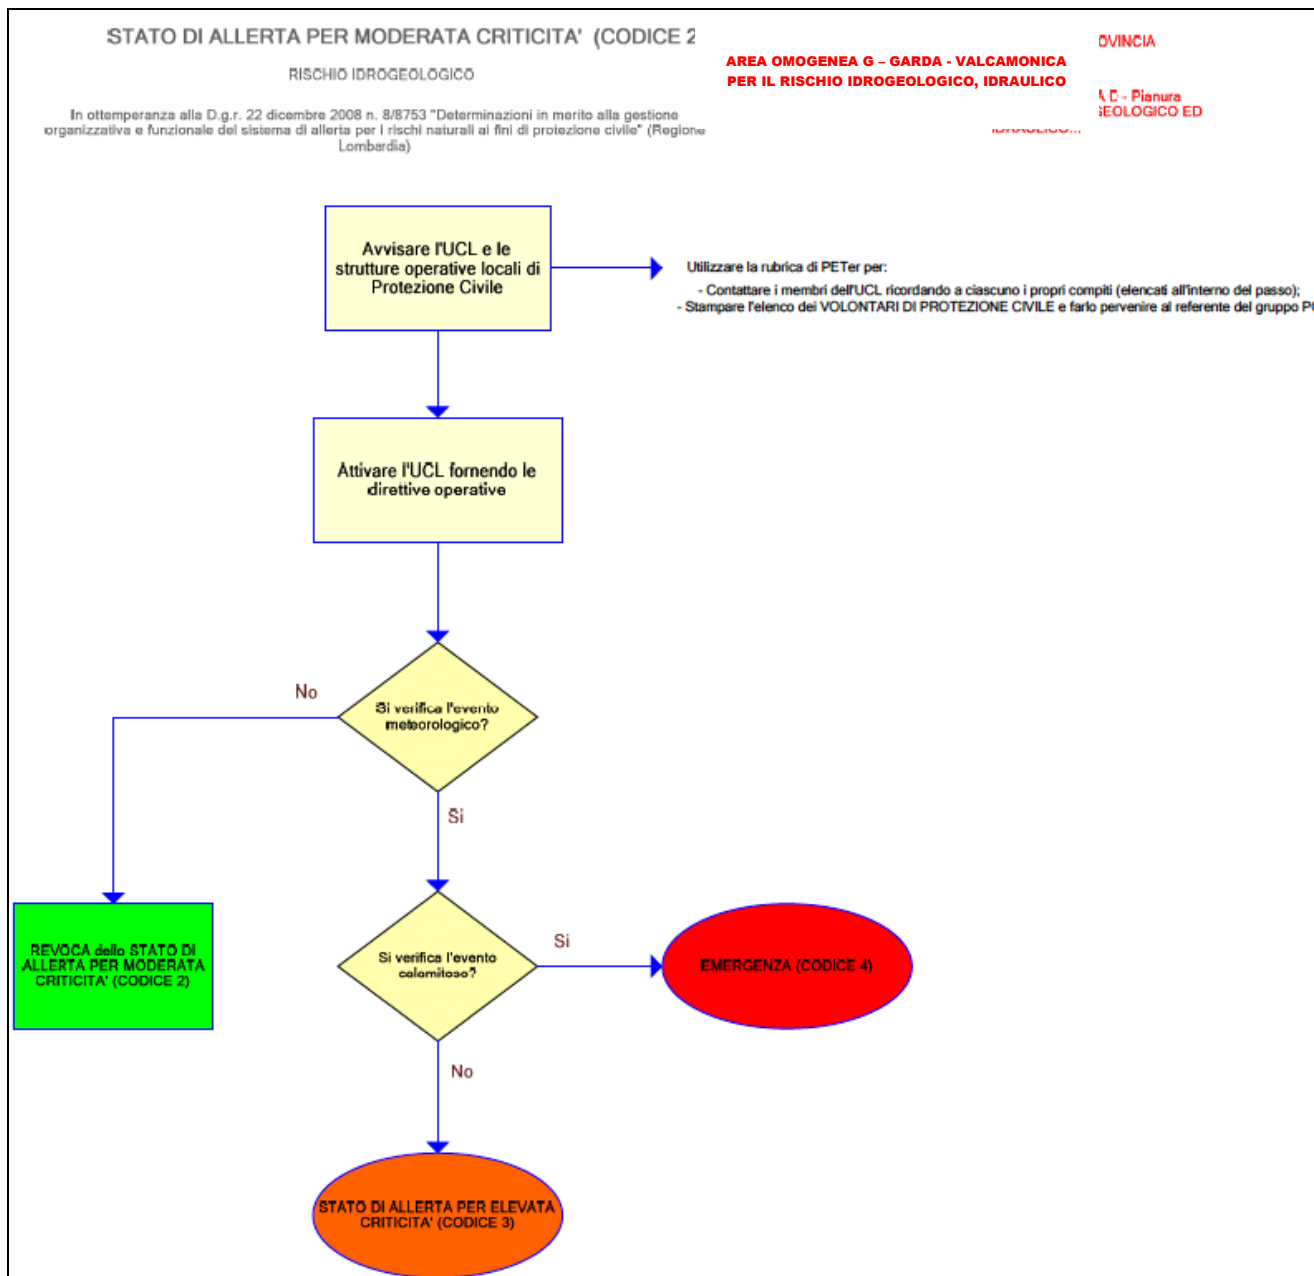 STATO DI ALLERTA PER MODERATA CRITICITA' (CODICE 2
RISCHIO IDROGEOLOGICO
In ottemperanza alla D.g.r. 22 dicembre 2008 n. 8/8753 "Determinazioni in merito alla gestione
organizzativa e funzionale del sistema di allerta per i rischi naturali ai fini di protezione civile" (Regione
Lombardia)
AREA OMOGENEA G – GARDA - VALCAMONICA
PER IL RISCHIO IDROGEOLOGICO, IDRAULICO
OVINCIA
A D - Pianura
GEOLOGICO ED
IDRAULICO...
Avvisare l'UCL e le
strutture operative locali di
Protezione Civile
Utilizzare la rubrica di PETer per:
- Contattare i membri dell'UCL ricordando a ciascuno i propri compiti (elencati all'interno del passo);
- Stampare l'elenco dei VOLONTARI DI PROTEZIONE CIVILE e farlo pervenire al referente del gruppo PC
Attivare l'UCL fornendo le
direttive operative
No
Si verifica l'evento
meteorologico?
Si
REVOCA dello STATO DI
ALLERTA PER MODERATA
CRITICITA' (CODICE 2)
Si verifica l'evento
calamitoso?
Si
EMERGENZA (CODICE 4)
No
STATO DI ALLERTA PER ELEVATA
CRITICITA' (CODICE 3)